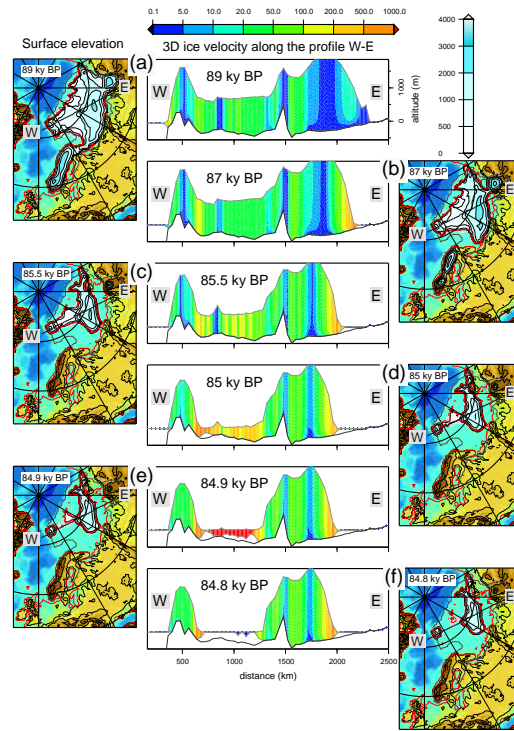 0.1 5.0 10.0 20.0 50.0 100.0 200.0 500.0 1000.0
Surface elevation
3D ice velocity along the profile W-E
4000
3000
2000
1000
0
89 ky BP
W
E
(a)
89 ky BP
W
E
1000
0
altitude (m)
87 ky BP
W
E
(b)
87 ky BP
W
E
85.5 ky BP
W
E
(c)
85.5 ky BP
W
E
85 ky BP
W
E
(d)
85 ky BP
W
E
84.9 ky BP
W
E
(e)
84.9 ky BP
W
E
84.8 ky BP
W
E
(f)
84.8 ky BP
W
E
500 1000 1500 2000 2500
distance (km)